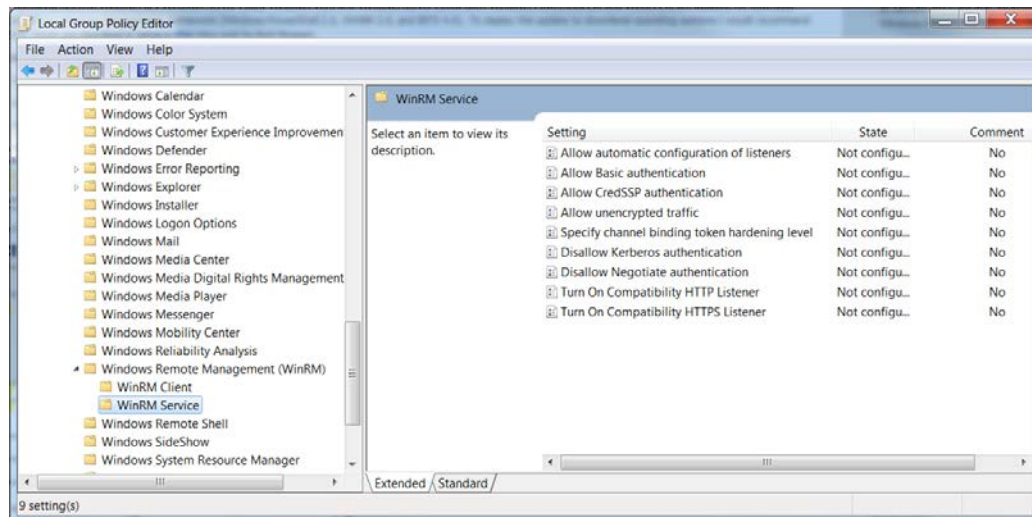 Local Group Policy Editor
File Action View Help
Windows Calendar
Windows Color System
Windows Customer Experience Improvemen
Windows Defender
Windows Error Reporting
Windows Explorer
Windows Installer
Windows Logon Options
Windows Mail
Windows Media Center
Windows Media Digital Rights Management
Windows Media Player
Windows Messenger
Windows Mobility Center
Windows Reliability Analysis
Windows Remote Management (WinRM)
WinRM Client
WinRM Service
Windows Remote Shell
Windows SideShow
Windows System Resource Manager
WinRM Service
Select an item to view its
description.
Setting State Comment
Allow automatic configuration of listeners Not configu... No
Allow Basic authentication Not configu... No
Allow CredSSP authentication Not configu... No
Allow unencrypted traffic Not configu... No
Specify channel binding token hardening level Not configu... No
Disallow Kerberos authentication Not configu... No
Disallow Negotiate authentication Not configu... No
Turn On Compatibility HTTP Listener Not configu... No
Turn On Compatibility HTTPS Listener Not configu... No
Extended Standard
9 setting(s)